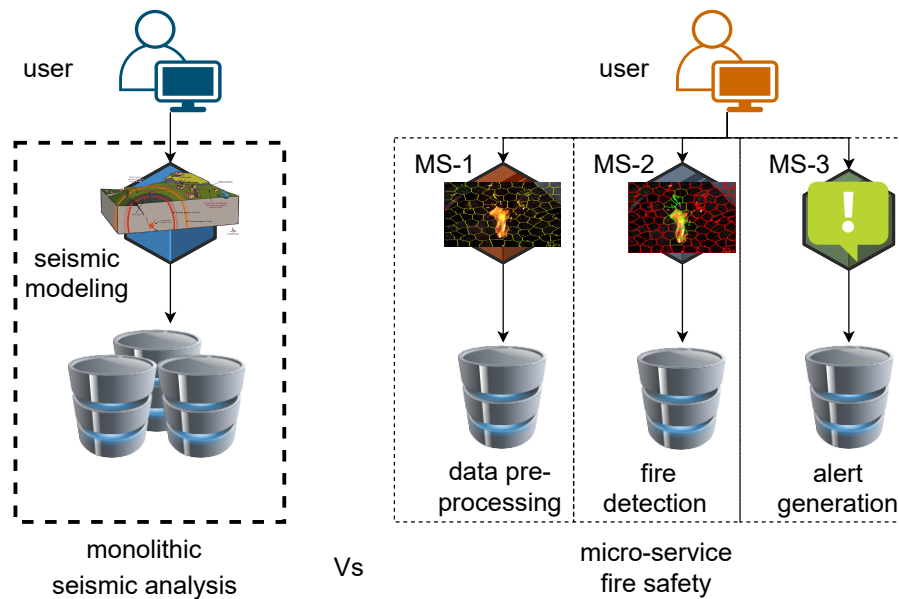 user
seismic
modeling
monolithic
seismic analysis
Vs
user
MS-1
MS-2
MS-3
data pre-
processing
fire
detection
alert
generation
!
micro-service
fire safety